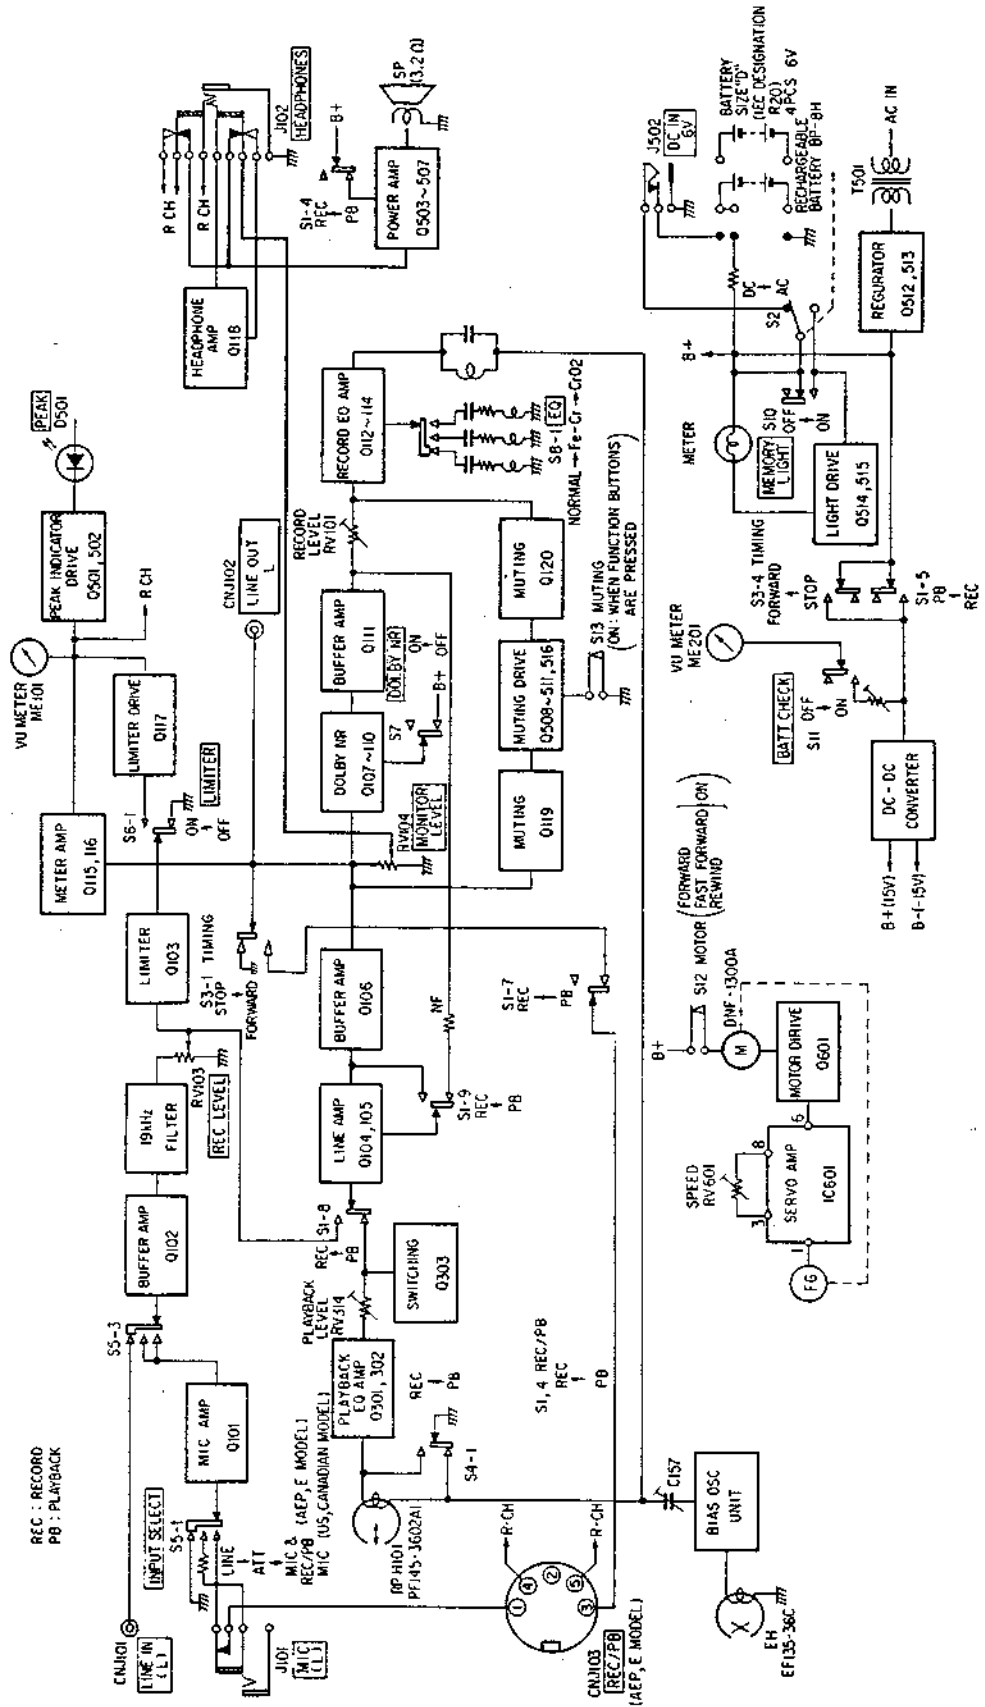 REC : RECORD
PB : PLAYBACK
CNJ101
LINE IN
(L)
INPUT SELECT
S5-1
S5-3
LINE
ATT
MIC &
REC/PB (AEP, E MODEL)
MIC (US, CANADIAN MODEL)
J101
MIC
(L)
MIC AMP
Q101
BUFFER AMP
Q102
19kHz
FILTER
RV103
REC LEVEL
LIMITER
Q103
S6-1
ON
OFF
LIMITER
LIMITER DRIVE
Q117
METER AMP
Q115, 116
VU METER
ME101
R CH
PEAK INDICATOR
DRIVE
Q501, 502
PEAK
D501
S3-1 TIMING
STOP
FORWARD
CNJ102
LINE OUT
L
HEADPHONE
AMP
Q118
R CH
R CH
J102
HEADPHONES
S1-4
REC
PB
B+
POWER AMP
Q503~507
SP
(3.2Ω)
RPH101
PF145-3602A1
PLAYBACK
EQ AMP
Q301, 302
PLAYBACK
LEVEL
RV314
REC
PB
S4-1
SWITCHING
Q303
REC
PB
S1-8
LINE AMP
Q104, 105
S1-9
REC
PB
NF
BUFFER AMP
Q106
RV104
MONITOR
LEVEL
DOLBY NR
Q107~110
S7
DOLBY NR
ON
OFF
B+
BUFFER AMP
Q111
RECORD
LEVEL
RV101
RECORD EQ AMP
Q112~114
S8-1
EQ
NORMAL → Fe-Cr → CrO2
MUTING
Q119
MUTING DRIVE
Q508~511, 516
MUTING
Q120
S13 MUTING
(ON: WHEN FUNCTION BUTTONS
ARE PRESSED)
S1-7
REC
PB
S1, 4 REC/PB
REC
PB
CNJ103
REC/PB
(AEP, E MODEL)
1
4
2
5
3
R-CH
R-CH
C157
BIAS OSC
UNIT
EH
EF135-36C
FG
1
SERVO AMP
IC601
3
8
6
SPEED
RV601
MOTOR DRIVE
Q601
M
DNF-1300A
B+
S12 MOTOR
(FORWARD
FAST FORWARD
REWIND)
(ON)
B+(15V)
B-(-15V)
DC-DC
CONVERTER
BATT CHECK
S11
OFF
ON
VU METER
ME201
S3-4 TIMING
FORWARD
STOP
S1-5
PB
REC
LIGHT DRIVE
Q514, 515
MEMORY
LIGHT
S10
OFF
ON
METER
B+
S2
DC
AC
REGURATOR
Q512, 513
T501
AC IN
J502
DC IN
6V
BATTERY
SIZE "D"
(IEC DESIGNATION
R20)
4PCS 6V
RECHARGEABLE
BATTERY BP-8H